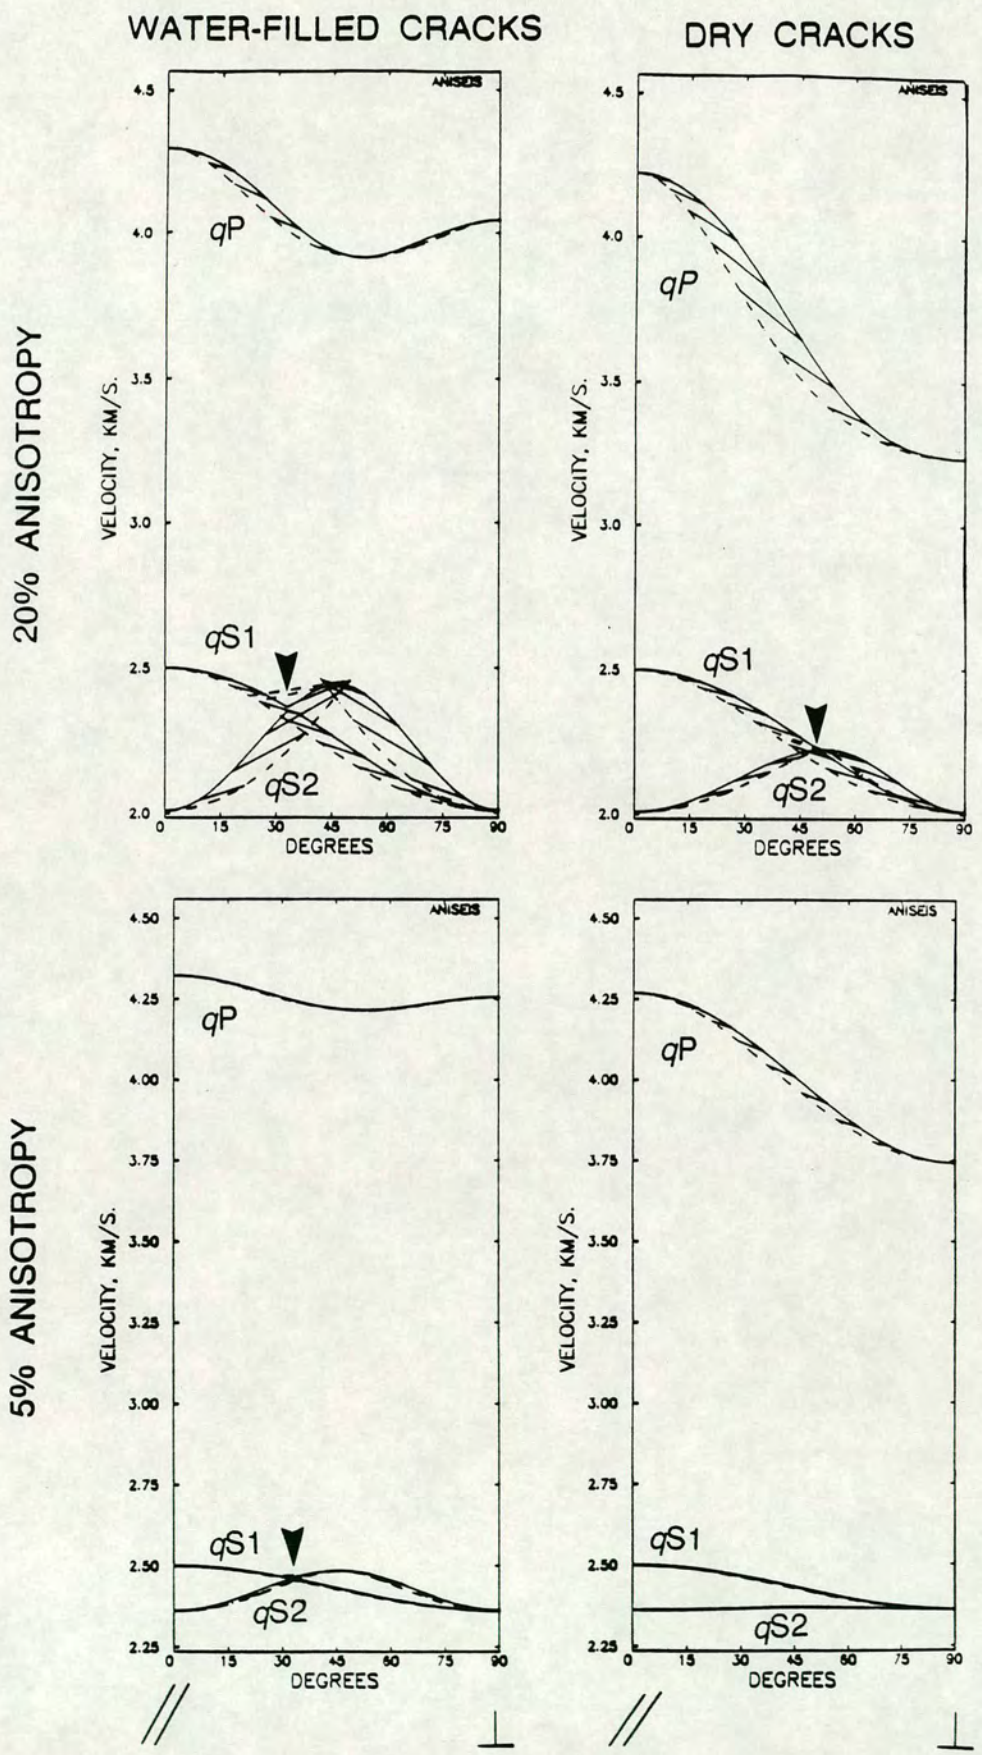 WATER-FILLED CRACKS
DRY CRACKS
20% ANISOTROPY
ANISEIS
4.5
4.0
3.5
3.0
2.5
2.0
VELOCITY, KM/S.
qP
qS1
qS2
0 15 30 45 60 75 90
DEGREES
ANISEIS
4.5
4.0
3.5
3.0
2.5
2.0
VELOCITY, KM/S.
qP
qS1
qS2
0 15 30 45 60 75 90
DEGREES
5% ANISOTROPY
ANISEIS
4.50
4.25
4.00
3.75
3.50
3.25
3.00
2.75
2.50
2.25
VELOCITY, KM/S.
qP
qS1
qS2
0 15 30 45 60 75 90
DEGREES
// ⊥
ANISEIS
4.50
4.25
4.00
3.75
3.50
3.25
3.00
2.75
2.50
2.25
VELOCITY, KM/S.
qP
qS1
qS2
0 15 30 45 60 75 90
DEGREES
// ⊥